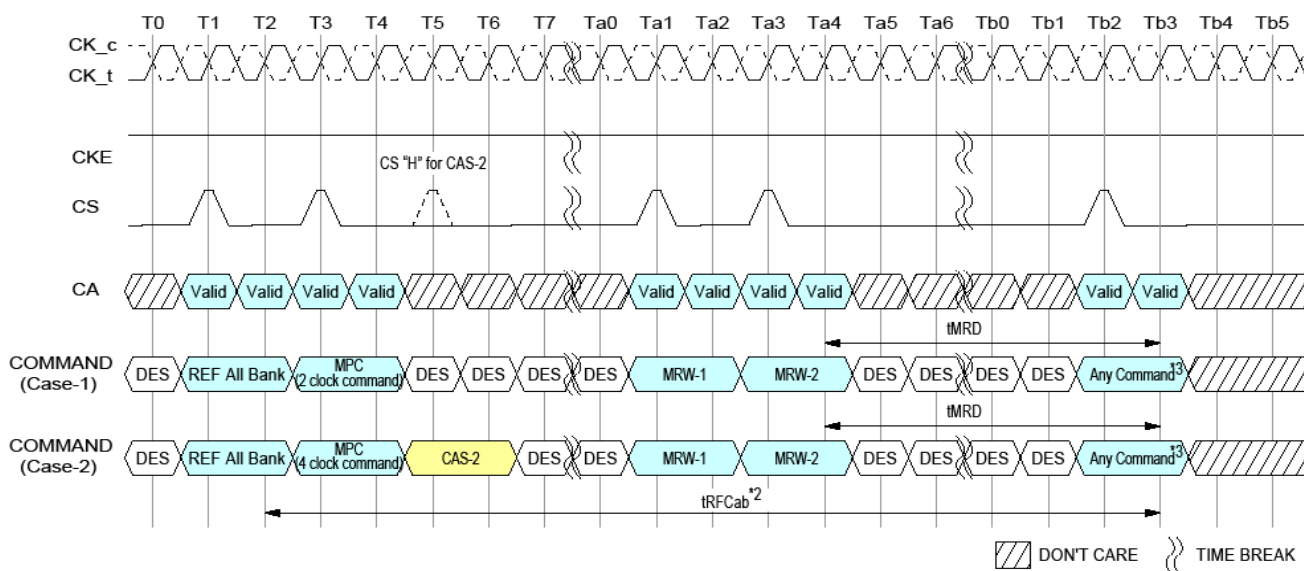 T0 T1 T2 T3 T4 T5 T6 T7 Ta0 Ta1 Ta2 Ta3 Ta4 Ta5 Ta6 Tb0 Tb1 Tb2 Tb3 Tb4 Tb5
CK_c
CK_t
CKE
CS "H" for CAS-2
CS
CA
Valid Valid Valid Valid Valid Valid Valid Valid Valid Valid
tMRD
COMMAND
(Case-1)
DES REF All Bank MPC
(2 clock command) DES DES DES DES MRW-1 MRW-2 DES DES DES DES Any Command*3
tMRD
COMMAND
(Case-2)
DES REF All Bank MPC
(4 clock command) CAS-2 DES DES MRW-1 MRW-2 DES DES DES DES Any Command*3
tRFCab*2
DON'T CARE TIME BREAK